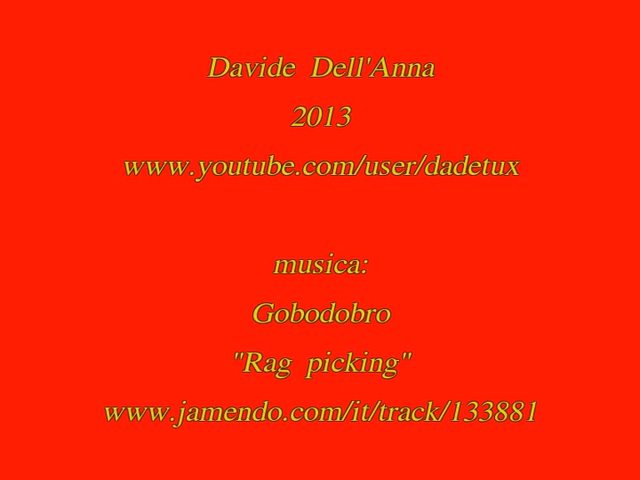 Davide Dell'Anna
2013
www.youtube.com/user/dadetux
musica:
Gobodobro
"Rag picking"
www.jamendo.com/it/track/133881